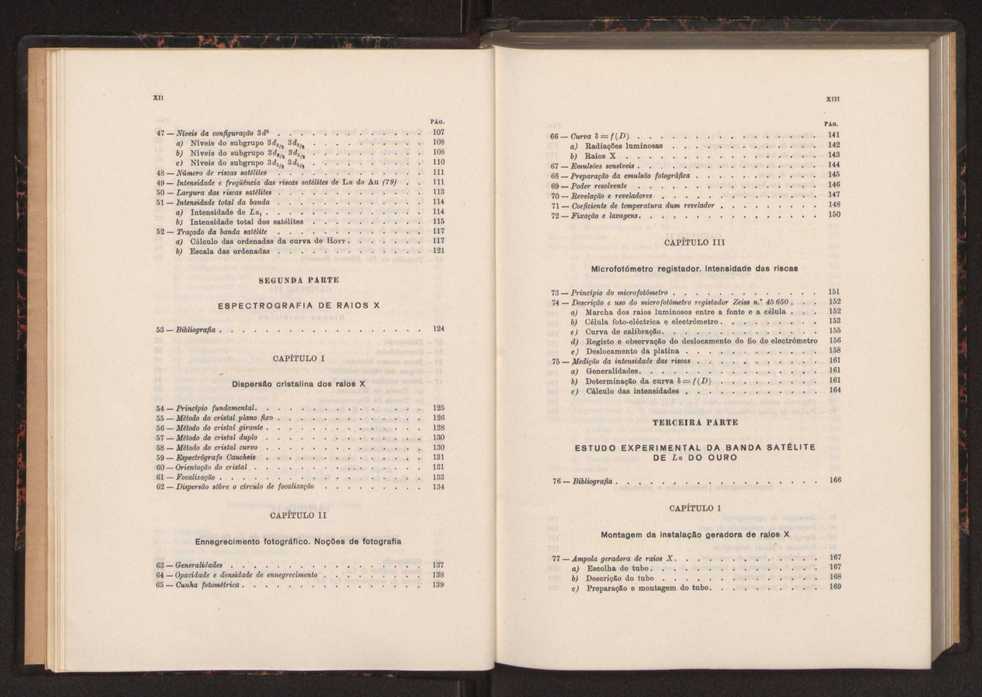 XII
PÁG.
47 — Níveis da configuração 3d⁸ . . . . . . . . . . . . . 107
a) Níveis do subgrupo 3d₅/₂ 3d₅/₂ . . . . . . . . . . 108
b) Níveis do subgrupo 3d₃/₂ 3d₃/₂ . . . . . . . . . . 108
c) Níveis do subgrupo 3d₅/₂ 3d₃/₂ . . . . . . . . . . 110
48 — Número de riscas satélites . . . . . . . . . . . . . 111
49 — Intensidade e freqüência das riscas satélites de Lα do Au (79) . . 111
50 — Largura das riscas satélites . . . . . . . . . . . . . 113
51 — Intensidade total da banda . . . . . . . . . . . . . 114
a) Intensidade de Lα₁ . . . . . . . . . . . . . . 114
b) Intensidade total dos satélites . . . . . . . . . . 115
52 — Traçado da banda satélite . . . . . . . . . . . . . 117
a) Cálculo das ordenadas da curva de Hoyt . . . . . . . 117
b) Escala das ordenadas . . . . . . . . . . . . . 121
SEGUNDA PARTE
ESPECTROGRAFIA DE RAIOS X
53 — Bibliografia . . . . . . . . . . . . . . . . . . 124
CAPÍTULO I
Dispersão cristalina dos raios X
54 — Princípio fundamental. . . . . . . . . . . . . . . 125
55 — Método do cristal plano fixo . . . . . . . . . . . . . 126
56 — Método do cristal girante . . . . . . . . . . . . . . 128
57 — Método do cristal duplo . . . . . . . . . . . . . . 130
58 — Método do cristal curvo . . . . . . . . . . . . . . 130
59 — Espectrógrafo Cauchois . . . . . . . . . . . . . . 131
60 — Orientação do cristal . . . . . . . . . . . . . . . 131
61 — Focalização . . . . . . . . . . . . . . . . . . 133
62 — Dispersão sôbre o círculo de focalização . . . . . . . . . 134
CAPÍTULO II
Ennegrecimento fotográfico. Noções de fotografia
63 — Generalidades . . . . . . . . . . . . . . . . . 137
64 — Opacidade e densidade de ennegrecimento . . . . . . . . . 138
65 — Cunha fotométrica . . . . . . . . . . . . . . . . 139
XIII
PÁG.
66 — Curva b = f (D) . . . . . . . . . . . . . . . . 141
a) Radiações luminosas . . . . . . . . . . . . . 142
b) Raios X . . . . . . . . . . . . . . . . . 143
67 — Emulsões sensíveis . . . . . . . . . . . . . . . . 144
68 — Preparação da emulsão fotográfica . . . . . . . . . . . 145
69 — Poder resolvente . . . . . . . . . . . . . . . . 146
70 — Revelação e reveladores . . . . . . . . . . . . . . 147
71 — Coeficiente de temperatura dum revelador . . . . . . . . . 148
72 — Fixação e lavagens. . . . . . . . . . . . . . . . 150
CAPÍTULO III
Microfotómetro registador. Intensidade das riscas
73 — Princípio do microfotómetro . . . . . . . . . . . . . 151
74 — Descrição e uso do microfotómetro registador Zeiss n.º 45 650 . . . 152
a) Marcha dos raios luminosos entre a fonte e a célula . . . 152
b) Célula foto-eléctrica e electrómetro . . . . . . . . . 153
c) Curva de calibração. . . . . . . . . . . . . . 155
d) Registo e observação do deslocamento do fio do electrómetro 156
e) Deslocamento da platina . . . . . . . . . . . . 158
75 — Medição da intensidade das riscas . . . . . . . . . . . 161
a) Generalidades. . . . . . . . . . . . . . . . 161
b) Determinação da curva b = f (D) . . . . . . . . . 161
c) Cálculo das intensidades . . . . . . . . . . . . 164
TERCEIRA PARTE
ESTUDO EXPERIMENTAL DA BANDA SATÉLITE
DE Lα DO OURO
76 — Bibliografia . . . . . . . . . . . . . . . . . . 166
CAPÍTULO I
Montagem da instalação geradora de raios X
77 — Ampola geradora de raios X . . . . . . . . . . . . . 167
a) Escolha do tubo. . . . . . . . . . . . . . . 167
b) Descrição do tubo . . . . . . . . . . . . . . 168
c) Preparação e montagem do tubo. . . . . . . . . . 169